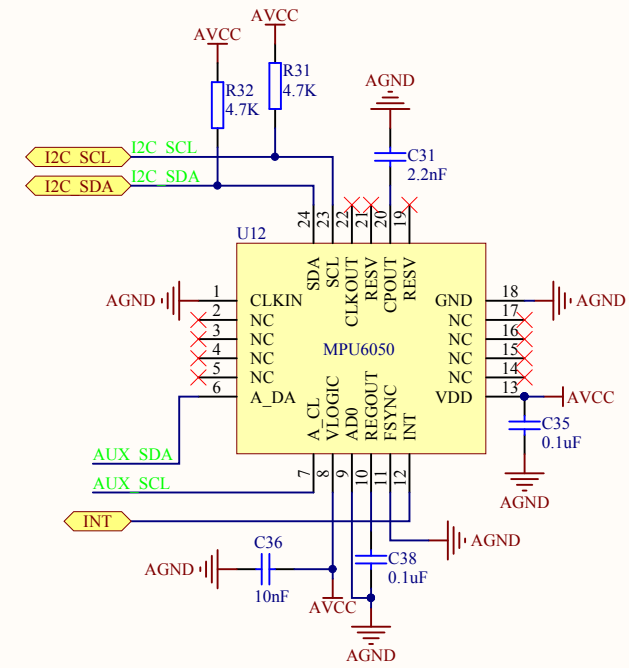 AVCC
AVCC
R31
4.7K
R32
4.7K
AGND
C31
2.2nF
I2C_SCL
I2C_SCL
I2C_SDA
I2C_SDA
24
23
22
21
20
19
U12
SDA
SCL
CLKOUT
RESV
CPOUT
RESV
AGND
1
CLKIN
2
NC
3
NC
4
NC
5
NC
6
A_DA
MPU6050
GND
18
AGND
NC
17
NC
16
NC
15
NC
14
VDD
13
AVCC
C35
0.1uF
AGND
A_CL
VLOGIC
AD0
REGOUT
FSYNC
INT
7
8
9
10
11
12
AUX_SDA
AUX_SCL
INT
AGND
C36
10nF
AVCC
C38
0.1uF
AGND
AGND